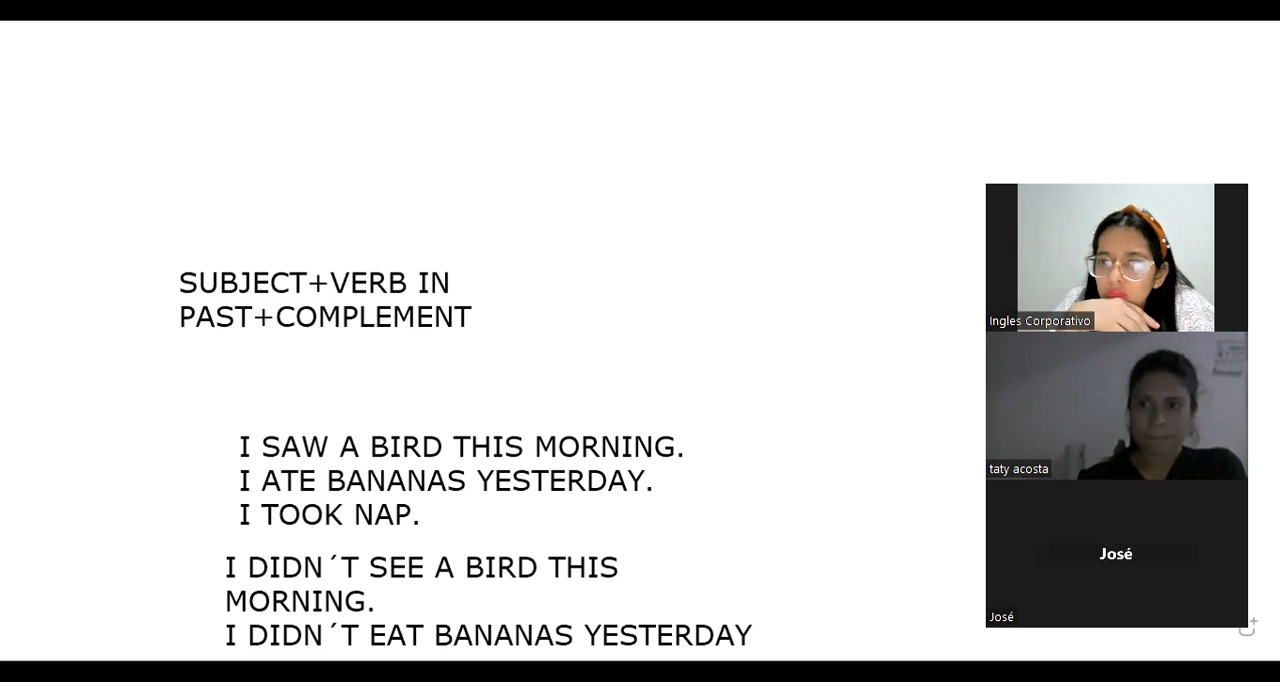 SUBJECT+VERB IN
PAST+COMPLEMENT
I SAW A BIRD THIS MORNING.
I ATE BANANAS YESTERDAY.
I TOOK NAP.
I DIDN´T SEE A BIRD THIS
MORNING.
I DIDN´T EAT BANANAS YESTERDAY
Ingles Corporativo
taty acosta
José
José